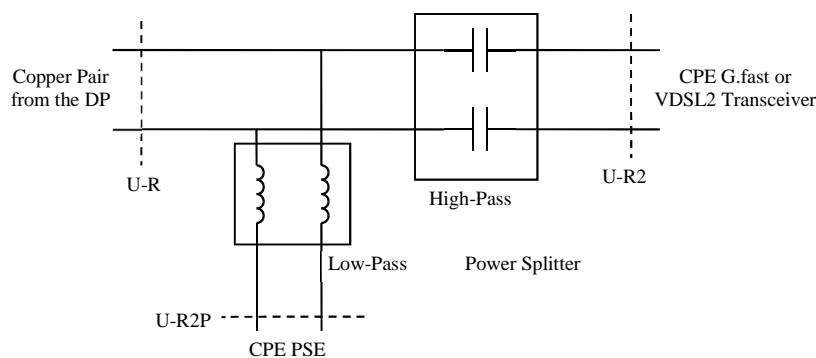 Copper Pair
from the DP
CPE G.fast or
VDSL2 Transceiver
U-R
U-R2
High-Pass
Low-Pass
Power Splitter
U-R2P
CPE PSE